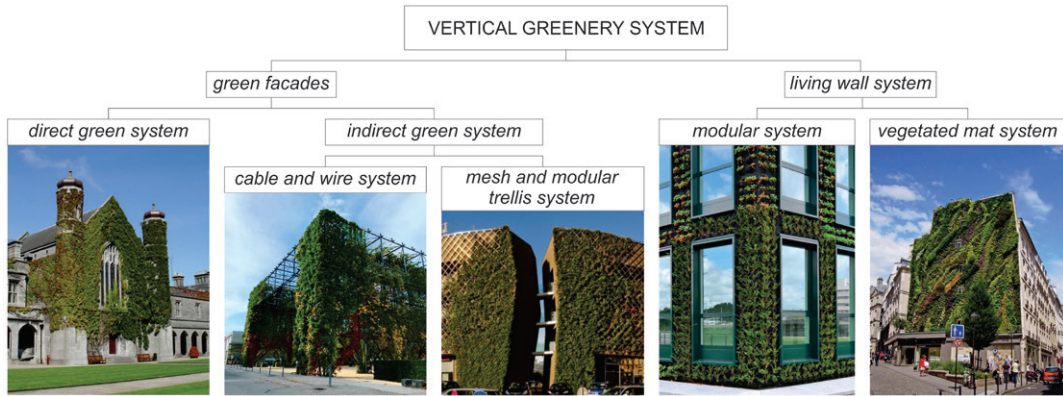 VERTICAL GREENERY SYSTEM
green facades
living wall system
direct green system
indirect green system
modular system
vegetated mat system
cable and wire system
mesh and modular
trellis system